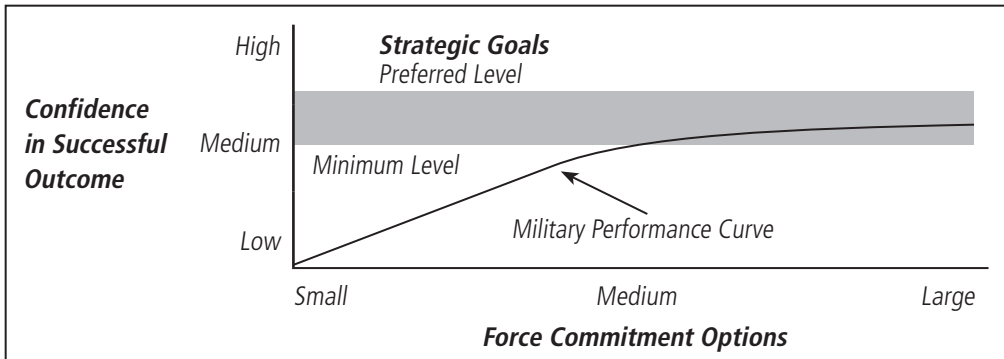 High
Strategic Goals
Preferred Level
Confidence
in Successful
Outcome
Medium
Minimum Level
Military Performance Curve
Low
Small
Medium
Large
Force Commitment Options